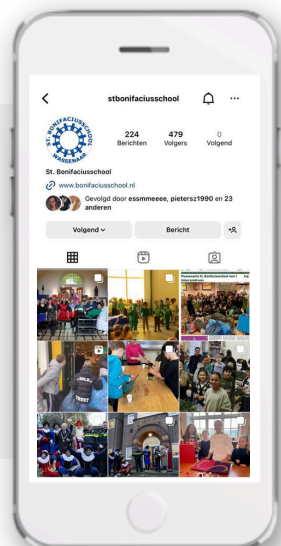 stbonifaciusschool
ST. BONIFACIUSSCHOOL
WASSENAAR
224
479
0
Berichten
Volgers
Volgend
St. Bonifaciusschool
www.bonifaciusschool.nl
Gevolgd door essmmeeee, pietersz1990 en 23
anderen
Volgend
Bericht